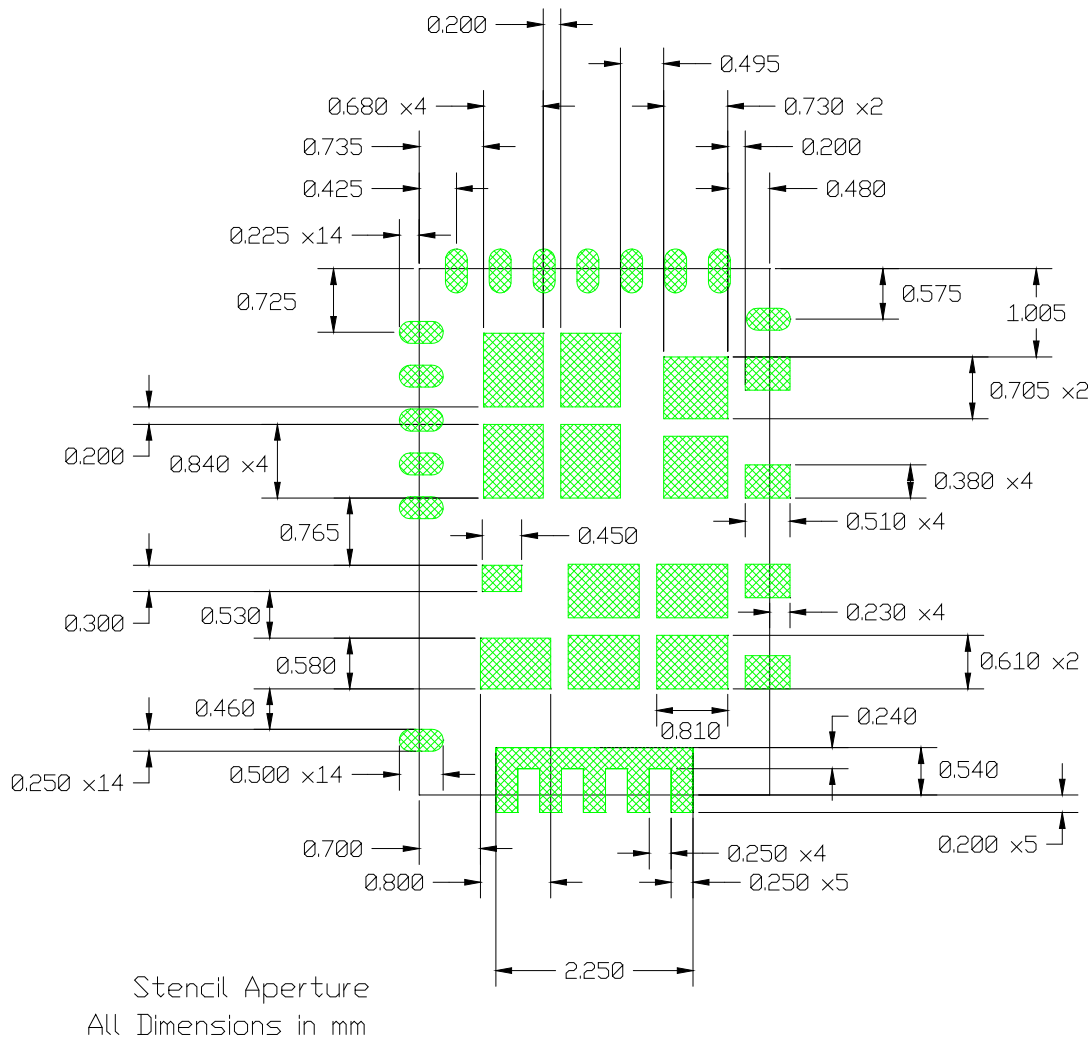 0.200
0.495
0.680 x4
0.730 x2
0.735
0.200
0.425
0.480
0.225 x14
0.725
0.575
1.005
0.705 x2
0.200
0.840 x4
0.380 x4
0.765
0.450
0.510 x4
0.300
0.530
0.230 x4
0.580
0.610 x2
0.460
0.240
0.810
0.250 x14
0.500 x14
0.540
0.700
0.250 x4
0.200 x5
0.800
0.250 x5
2.250
Stencil Aperture
All Dimensions in mm